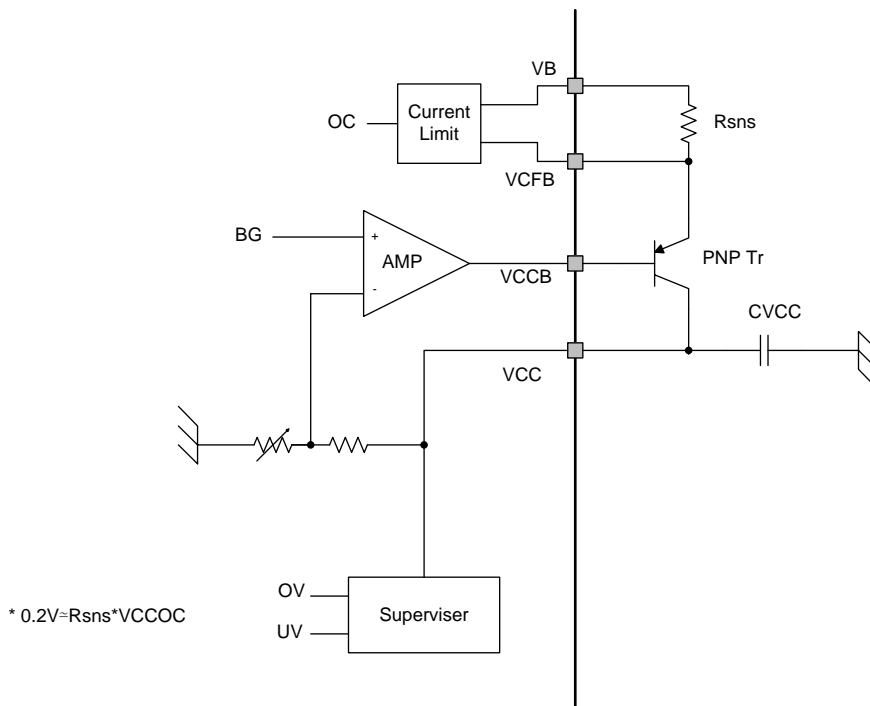 VB
Current
Limit
OC
Rsns
VCFB
BG
+
AMP
-
VCCB
PNP Tr
CVCC
VCC
OV
UV
Superviser
* 0.2V≃Rsns*VCCOC